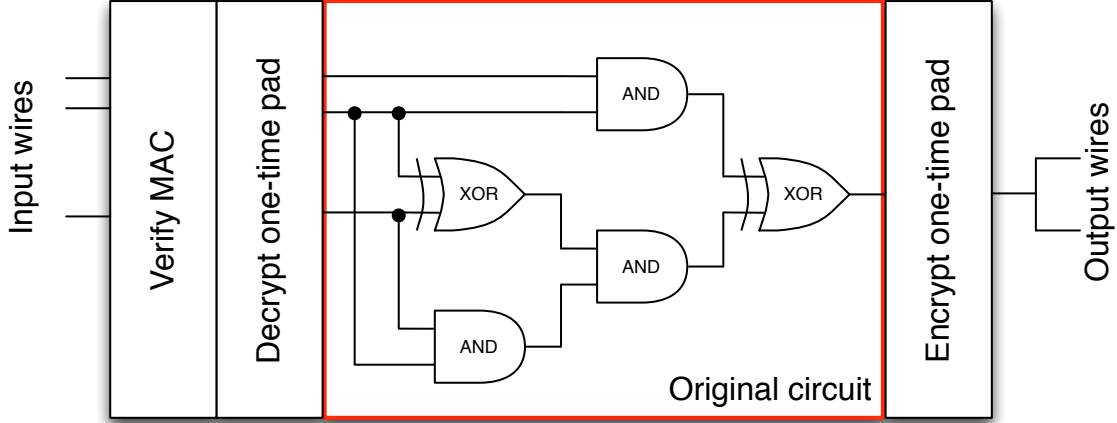 Input wires
Verify MAC
Decrypt one-time pad
AND
XOR
AND
AND
XOR
Original circuit
Encrypt one-time pad
Output wires